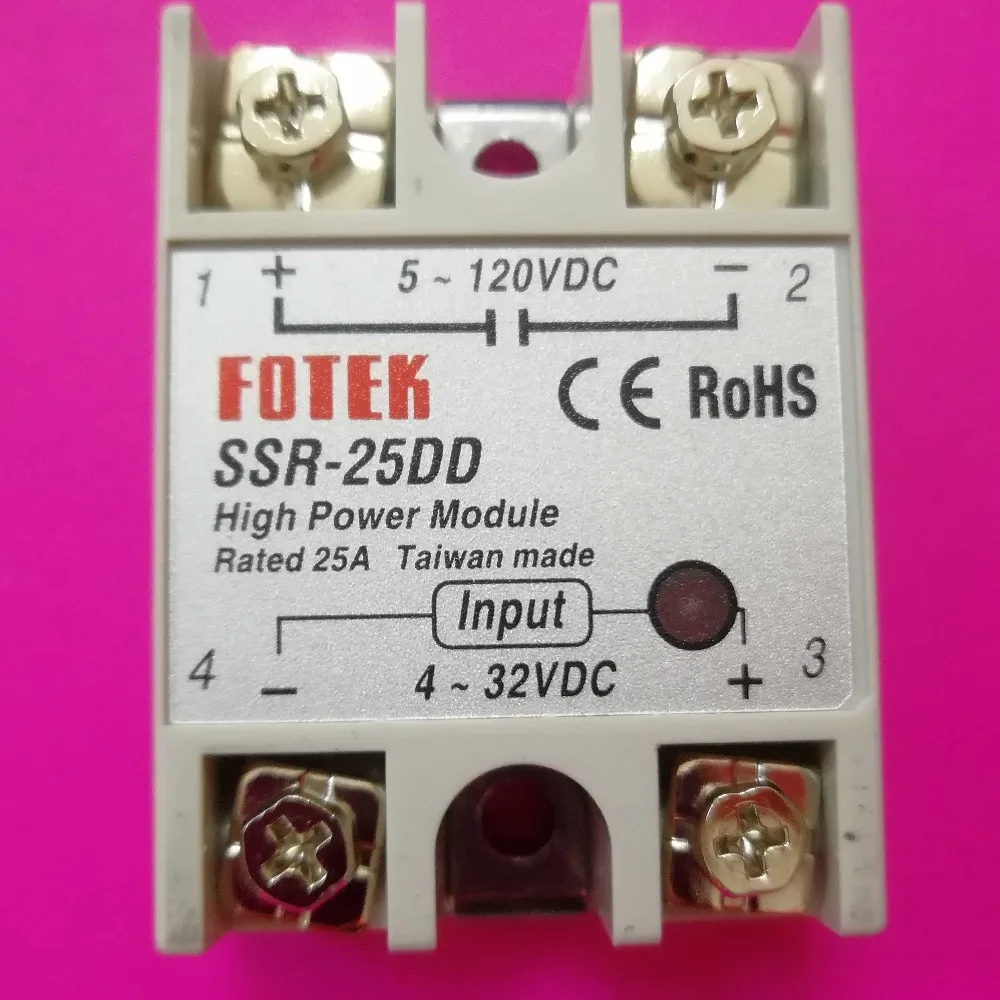 1 + 5 ~ 120VDC − 2
FOTEK CE RoHS
SSR-25DD
High Power Module
Rated 25A Taiwan made
Input
4 − 4 ~ 32VDC + 3